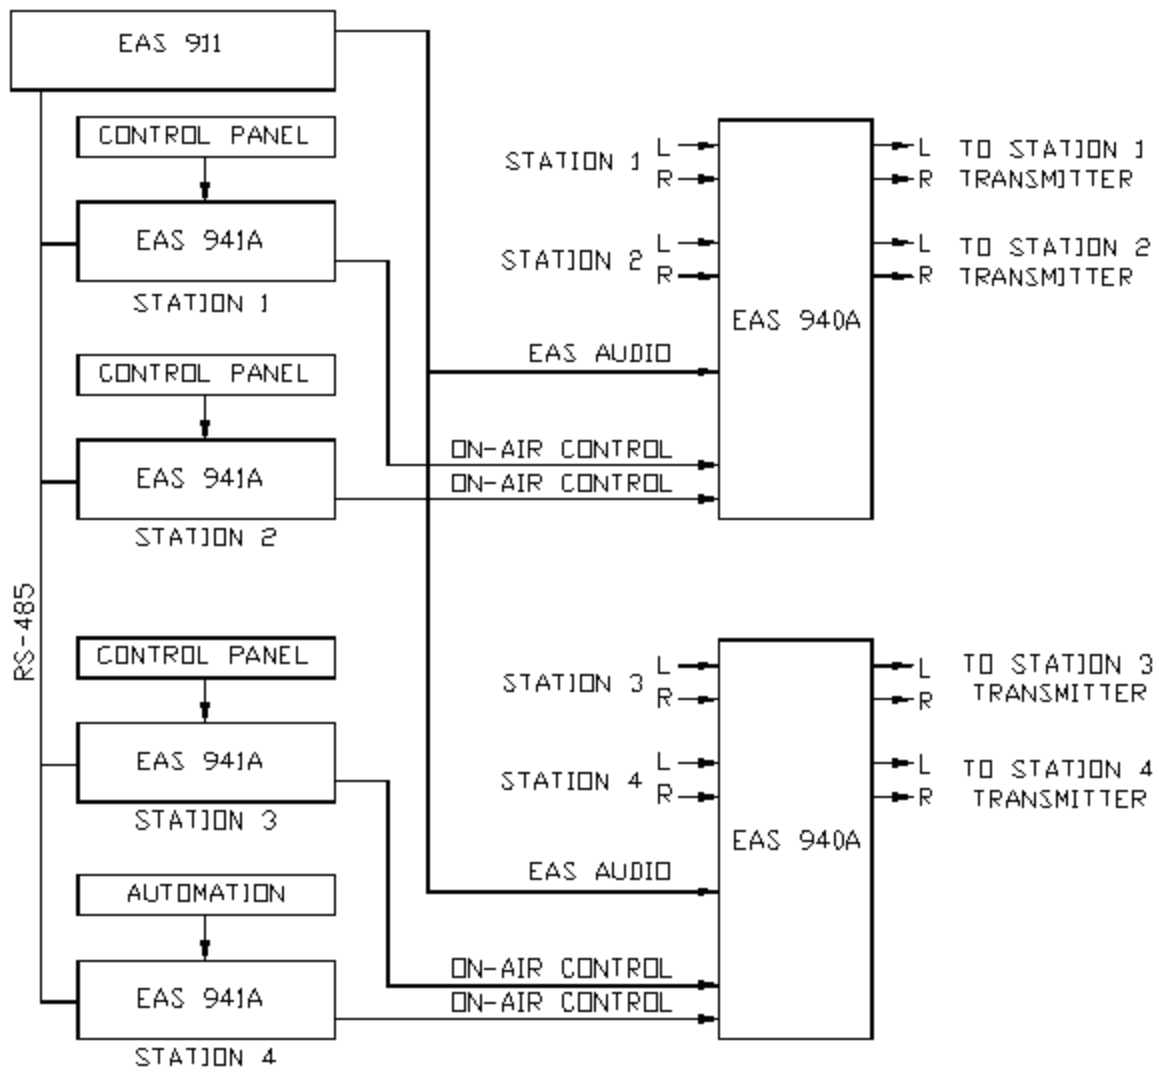 EAS 911
CONTROL PANEL
EAS 941A
STATION 1
CONTROL PANEL
EAS 941A
STATION 2
RS-485
CONTROL PANEL
EAS 941A
STATION 3
AUTOMATION
EAS 941A
STATION 4
STATION 1 L
R
STATION 2 L
R
EAS AUDIO
ON-AIR CONTROL
ON-AIR CONTROL
EAS 940A
L TO STATION 1
R TRANSMITTER
L TO STATION 2
R TRANSMITTER
STATION 3 L
R
STATION 4 L
R
EAS AUDIO
ON-AIR CONTROL
ON-AIR CONTROL
EAS 940A
L TO STATION 3
R TRANSMITTER
L TO STATION 4
R TRANSMITTER